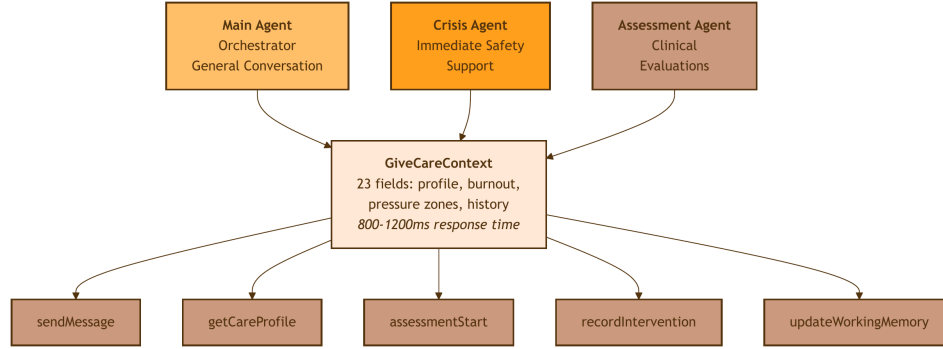 Main Agent
Orchestrator
General Conversation
Crisis Agent
Immediate Safety
Support
Assessment Agent
Clinical
Evaluations
GiveCareContext
23 fields: profile, burnout,
pressure zones, history
800-1200ms response time
sendMessage
getCareProfile
assessmentStart
recordIntervention
updateWorkingMemory